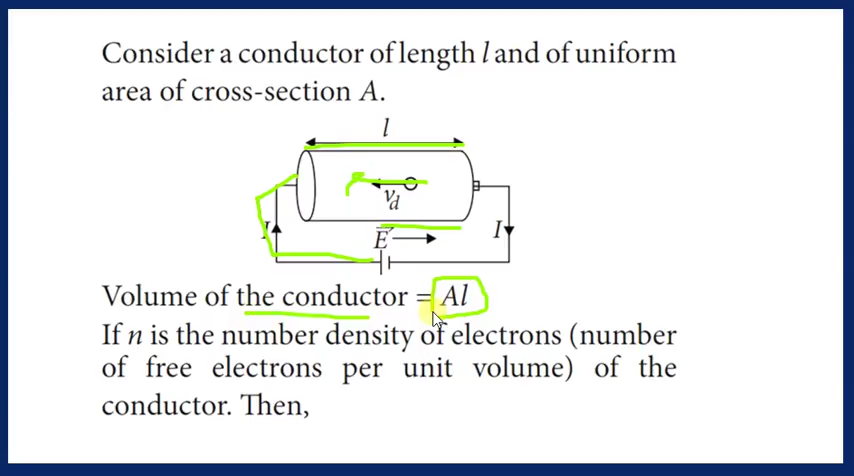 Consider a conductor of length l and of uniform
area of cross-section A.
l
v_d
I
E
I
Volume of the conductor = Al
If n is the number density of electrons (number
of free electrons per unit volume) of the
conductor. Then,